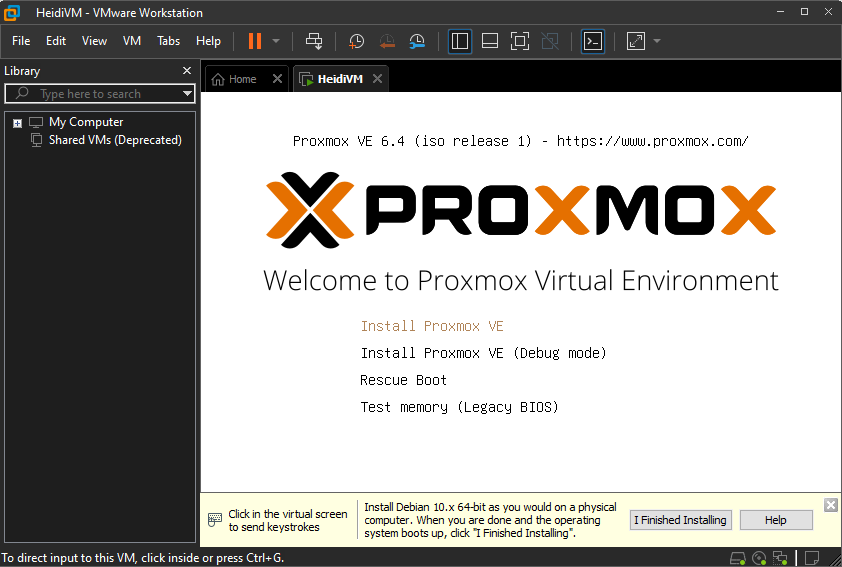 HeidiVM - VMware Workstation
File Edit View VM Tabs Help
Library
Type here to search
My Computer
Shared VMs (Deprecated)
Home
HeidiVM
Proxmox VE 6.4 (iso release 1) - https://www.proxmox.com/
PROXMOX
Welcome to Proxmox Virtual Environment
Install Proxmox VE
Install Proxmox VE (Debug mode)
Rescue Boot
Test memory (Legacy BIOS)
Click in the virtual screen
to send keystrokes
Install Debian 10.x 64-bit as you would on a physical
computer. When you are done and the operating
system boots up, click "I Finished Installing".
I Finished Installing
Help
To direct input to this VM, click inside or press Ctrl+G.